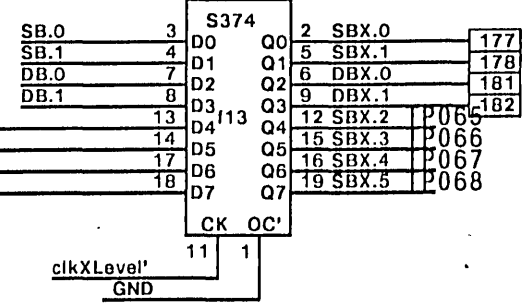 S374
SB.0 3 D0 Q0 2 SBX.0 177
SB.1 4 D1 Q1 5 SBX.1 178
DB.0 7 D2 Q2 6 DBX.0 181
DB.1 8 D3 Q3 9 DBX.1 182
13 D4 I13 Q4 12 SBX.2 P065
14 D5 Q5 15 SBX.3 P066
17 D6 Q6 16 SBX.4 P067
18 D7 Q7 19 SBX.5 P068
CK OC'
11 1
clkXLevel'
GND